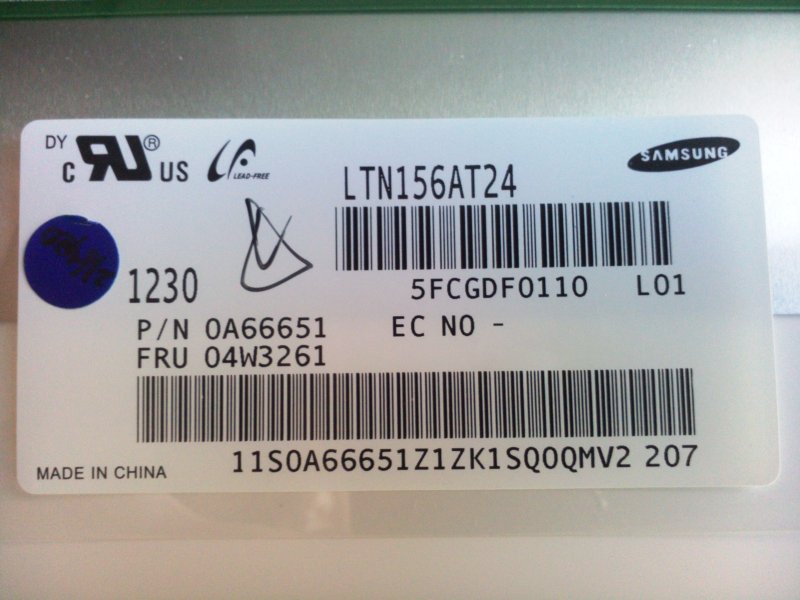 DY
c RU ® US
LEAD-FREE
SAMSUNG
LTN156AT24
1230
5FCGDF0110 L01
P/N 0A66651 EC NO -
FRU 04W3261
11S0A66651Z1ZK1SQ0QMV2 207
MADE IN CHINA